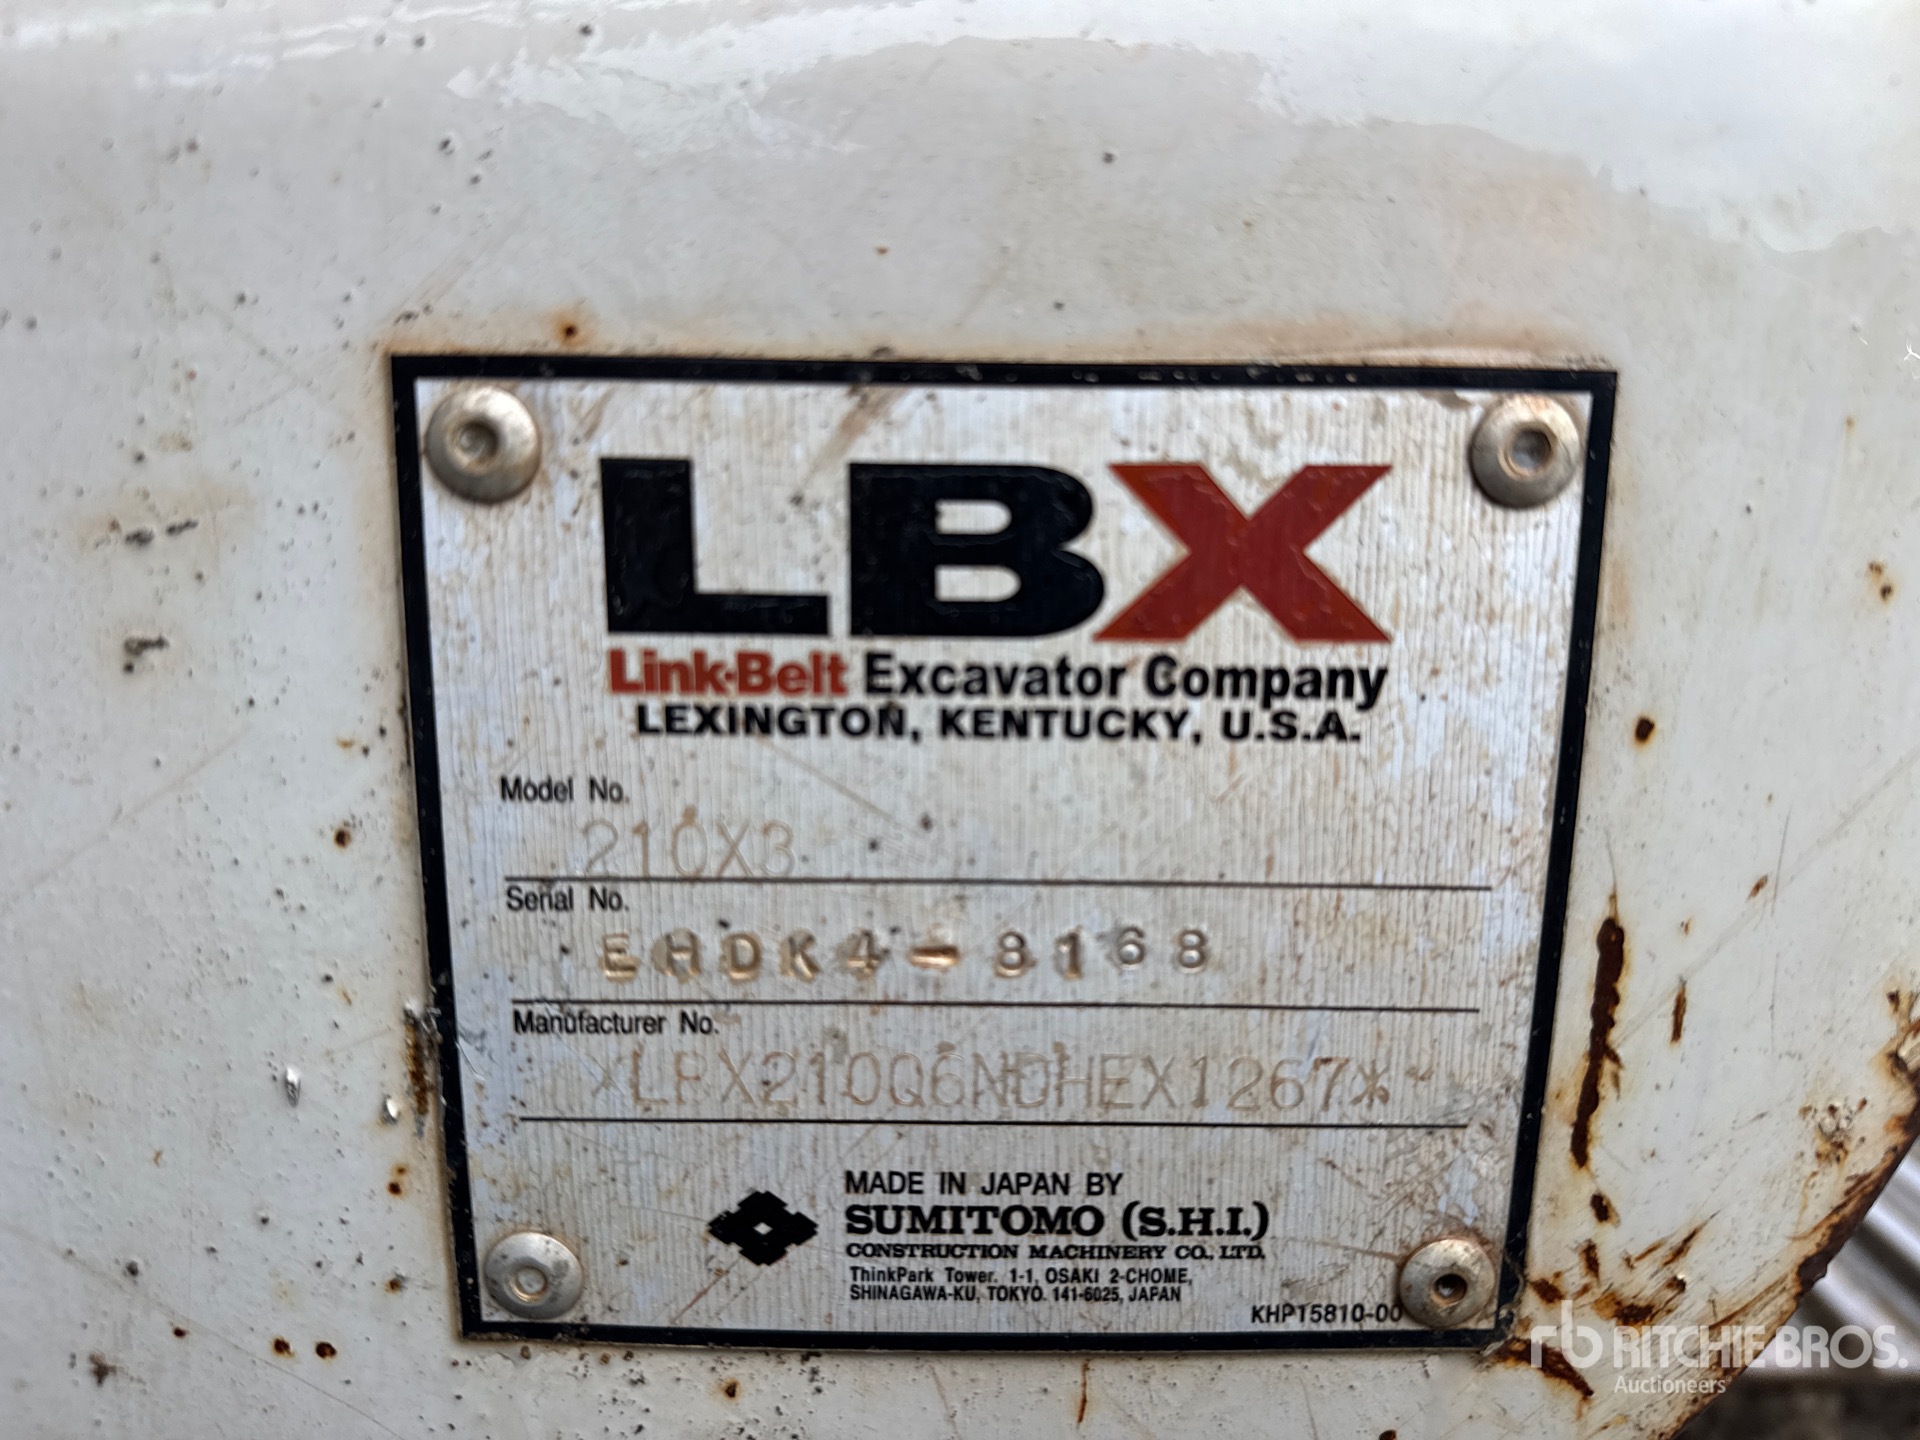 LBX
Link-Belt Excavator Company
LEXINGTON, KENTUCKY, U.S.A.
Model No.
210X3
Serial No.
EHDK4-8168
Manufacturer No.
*LBX210Q6NDHEX1267*
MADE IN JAPAN BY
SUMITOMO (S.H.I.)
CONSTRUCTION MACHINERY CO., LTD.
ThinkPark Tower. 1-1, OSAKI 2-CHOME,
SHINAGAWA-KU, TOKYO. 141-6025, JAPAN
KHP15810-00
rb RITCHIE BROS.
Auctioneers